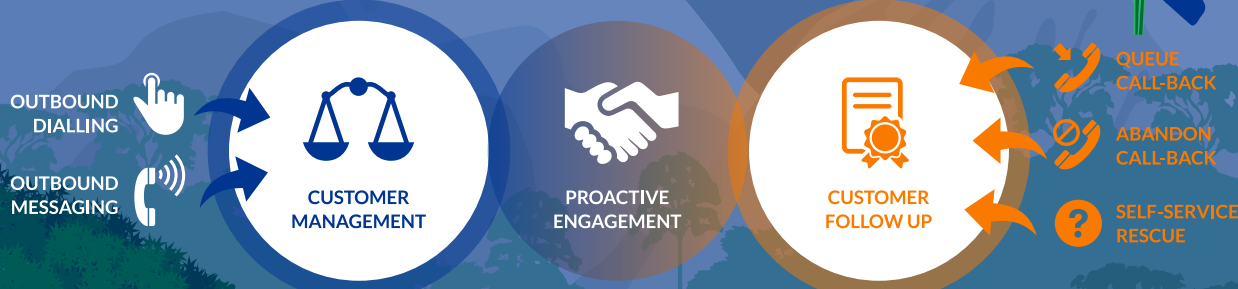 OUTBOUND
DIALLING
OUTBOUND
MESSAGING
CUSTOMER
MANAGEMENT
PROACTIVE
ENGAGEMENT
CUSTOMER
FOLLOW UP
QUEUE
CALL-BACK
ABANDON
CALL-BACK
?
SELF-SERVICE
RESCUE